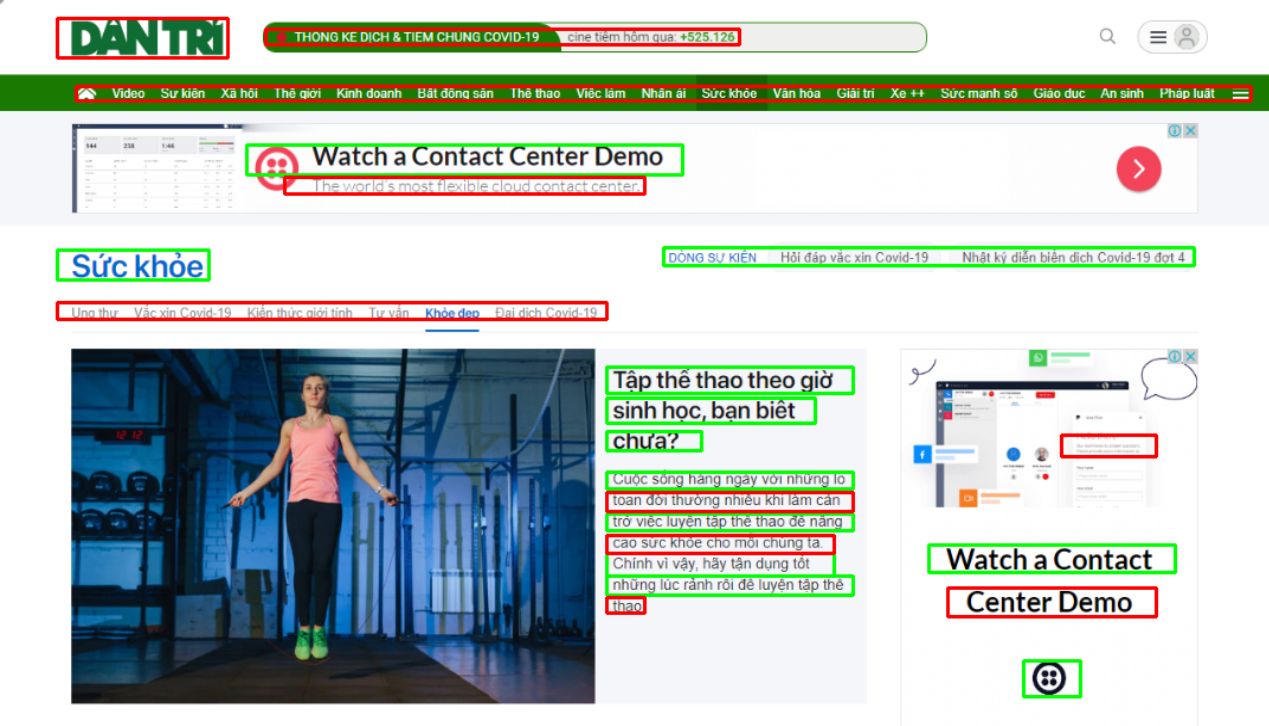 DÂN TRÍ
THỐNG KÊ DỊCH & TIÊM CHỦNG COVID-19 cine tiêm hôm qua: +525.126
Video Sự kiện Xã hội Thế giới Kinh doanh Bất động sản Thể thao Việc làm Nhân ái Sức khỏe Văn hóa Giải trí Xe ++ Sức mạnh số Giáo dục An sinh Pháp luật
144 238 1:46
Watch a Contact Center Demo
The world's most flexible cloud contact center.
Sức khỏe
DÒNG SỰ KIỆN Hỏi đáp vắc xin Covid-19 Nhật ký diễn biến dịch Covid-19 đợt 4
Ung thư Vắc xin Covid-19 Kiến thức giới tính Tư vấn Khỏe đẹp Đại dịch Covid-19
12 12
Tập thể thao theo giờ
sinh học, bạn biết
chưa?
Cuộc sống hàng ngày với những lo
toan đời thường nhiều khi làm cản
trở việc luyện tập thể thao để nâng
cao sức khỏe cho mỗi chúng ta.
Chính vì vậy, hãy tận dụng tốt
những lúc rảnh rỗi để luyện tập thể
thao
Watch a Contact
Center Demo